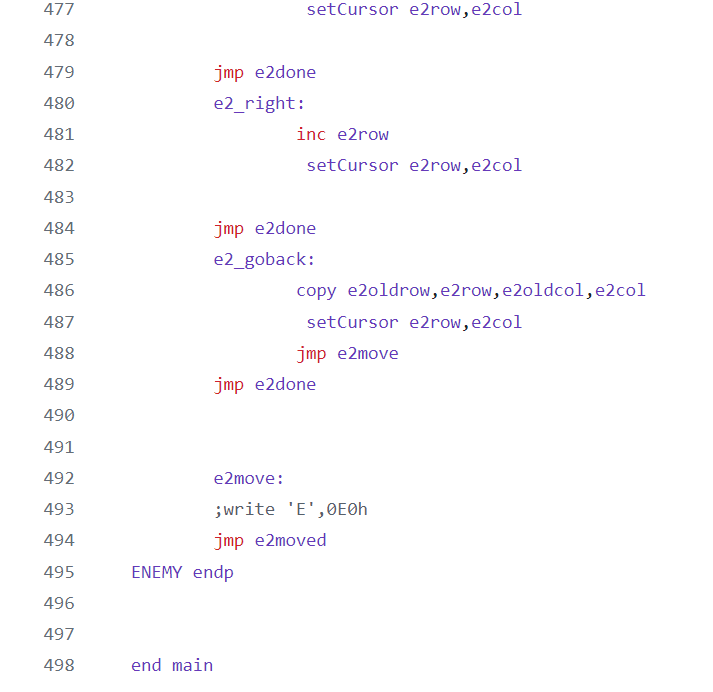 477 setCursor e2row,e2col
478
479 jmp e2done
480 e2_right:
481 inc e2row
482 setCursor e2row,e2col
483
484 jmp e2done
485 e2_goback:
486 copy e2oldrow,e2row,e2oldcol,e2col
487 setCursor e2row,e2col
488 jmp e2move
489 jmp e2done
490
491
492 e2move:
493 ;write 'E',0E0h
494 jmp e2moved
495 ENEMY endp
496
497
498 end main